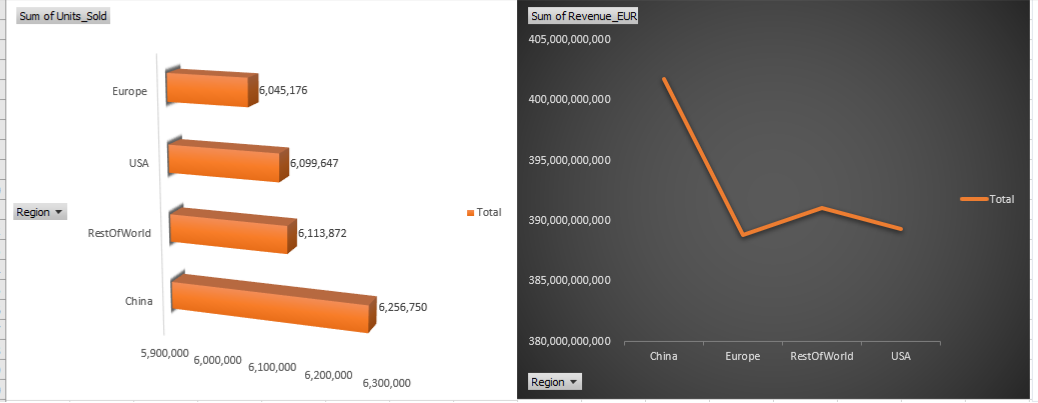 Sum of Units_Sold
Europe
6,045,176
USA
6,099,647
Region
Total
RestOfWorld
6,113,872
China
6,256,750
5,900,000
6,000,000
6,100,000
6,200,000
6,300,000
Sum of Revenue_EUR
405,000,000,000
400,000,000,000
395,000,000,000
390,000,000,000
385,000,000,000
380,000,000,000
Total
China
Europe
RestOfWorld
USA
Region